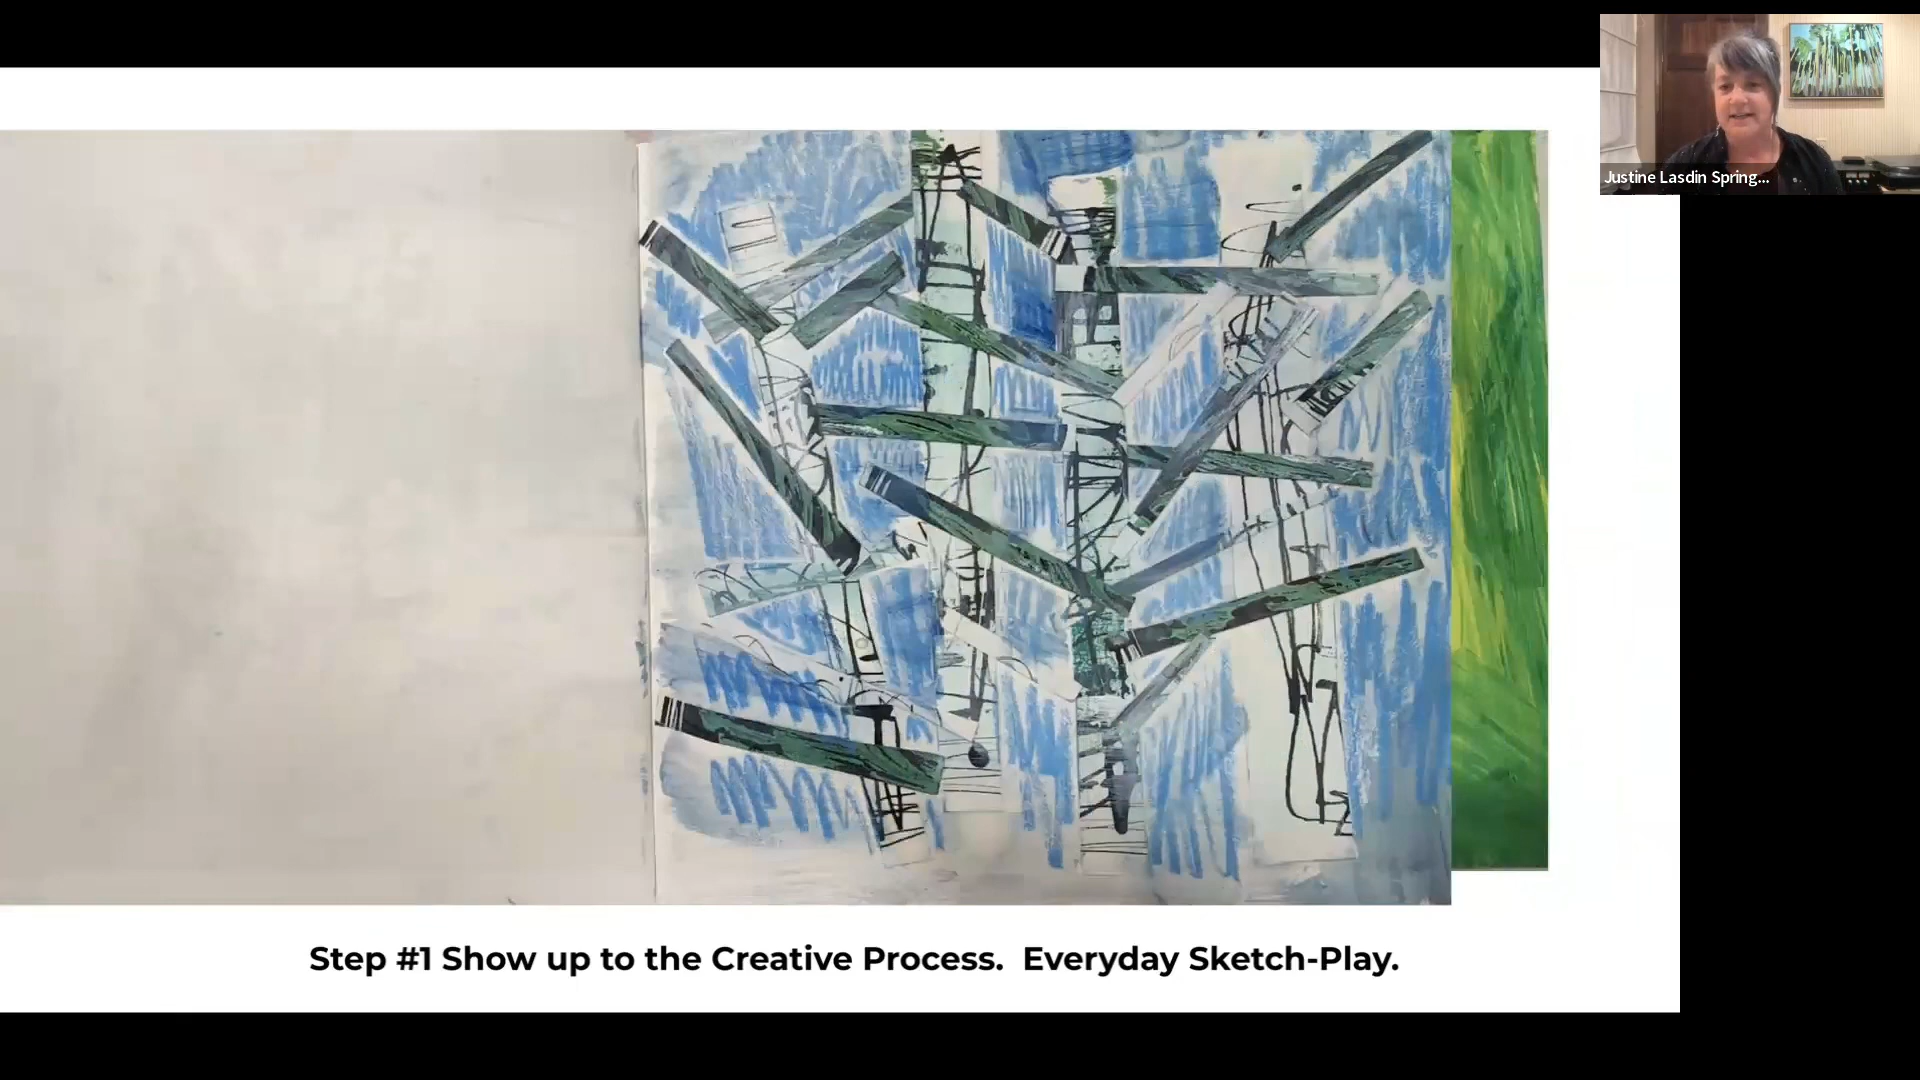 Justine Lasdin Spring...
Step #1 Show up to the Creative Process.  Everyday Sketch-Play.